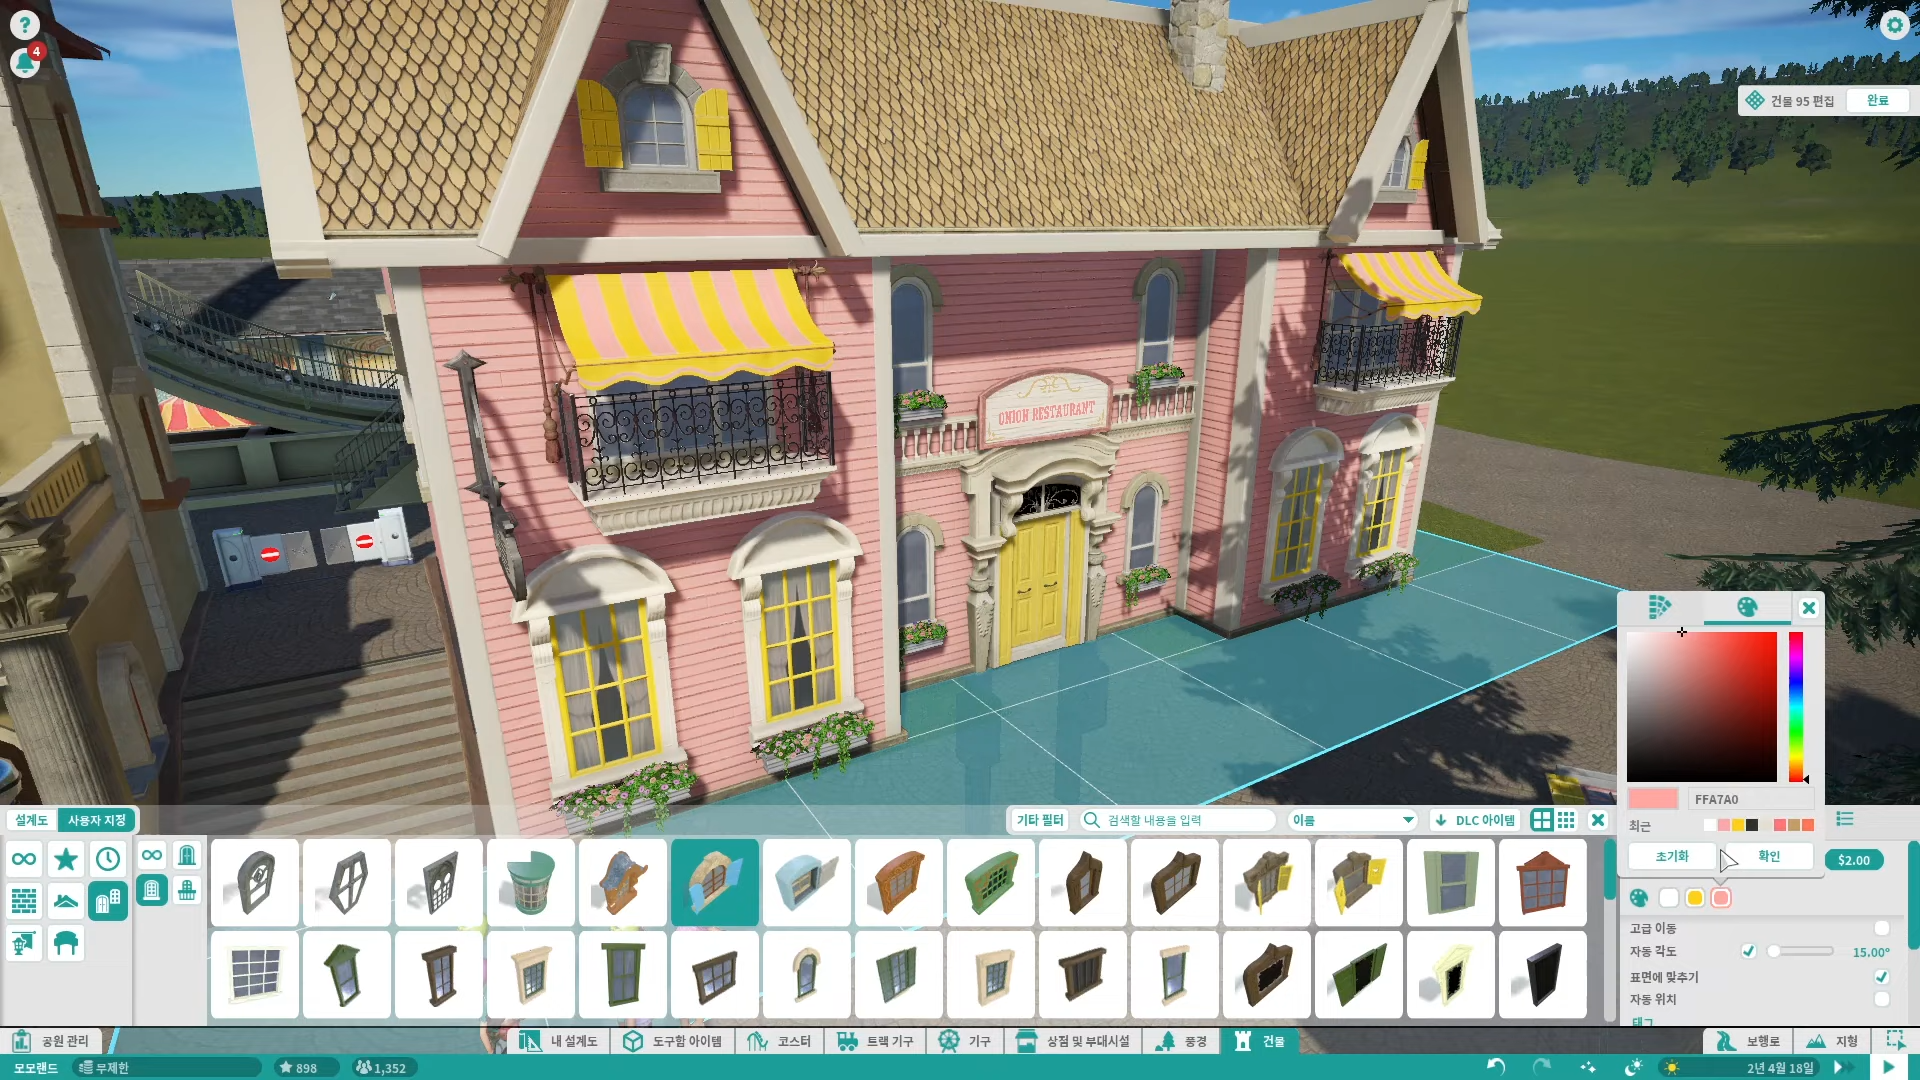 ?
4
건물 95 편집
완료
UNION RESTAURANT
FFA7A0
최근
초기화
확인
$2.00
고급 이동
자동 각도
15.00°
표면에 맞추기
자동 위치
태그
설계도
사용자 지정
기타 필터
검색할 내용을 입력
이름
DLC 아이템
공원 관리
내 설계도
도구함 아이템
코스터
트랙 기구
기구
상점 및 부대시설
풍경
건물
보행로
지형
모모랜드
무제한
898
1,352
2년 4월 18일